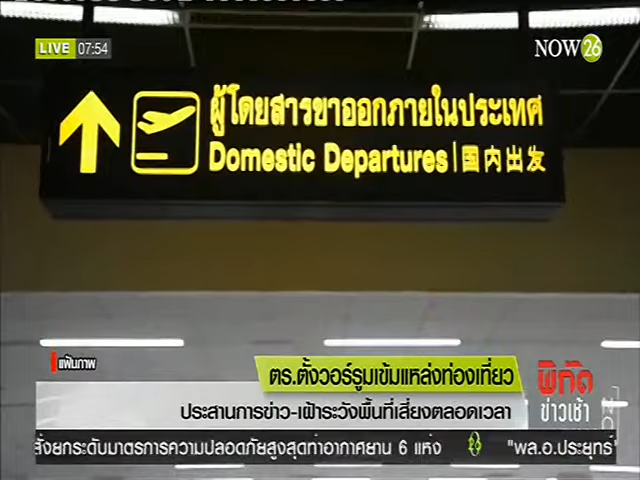 LIVE 07:54
NOW26
ผู้โดยสารขาออกภายในประเทศ
Domestic Departures 国内出发
แฟ้มภาพ
ตร.ตั้งวอร์รูมเข้มแหล่งท่องเที่ยว
ประสานการข่าว-เฝ้าระวังพื้นที่เสี่ยงตลอดเวลา
พิกัด
ข่าวเช้า
สั่งยกระดับมาตรการความปลอดภัยสูงสุดท่าอากาศยาน 6 แห่ง "พล.อ.ประยุทธ์